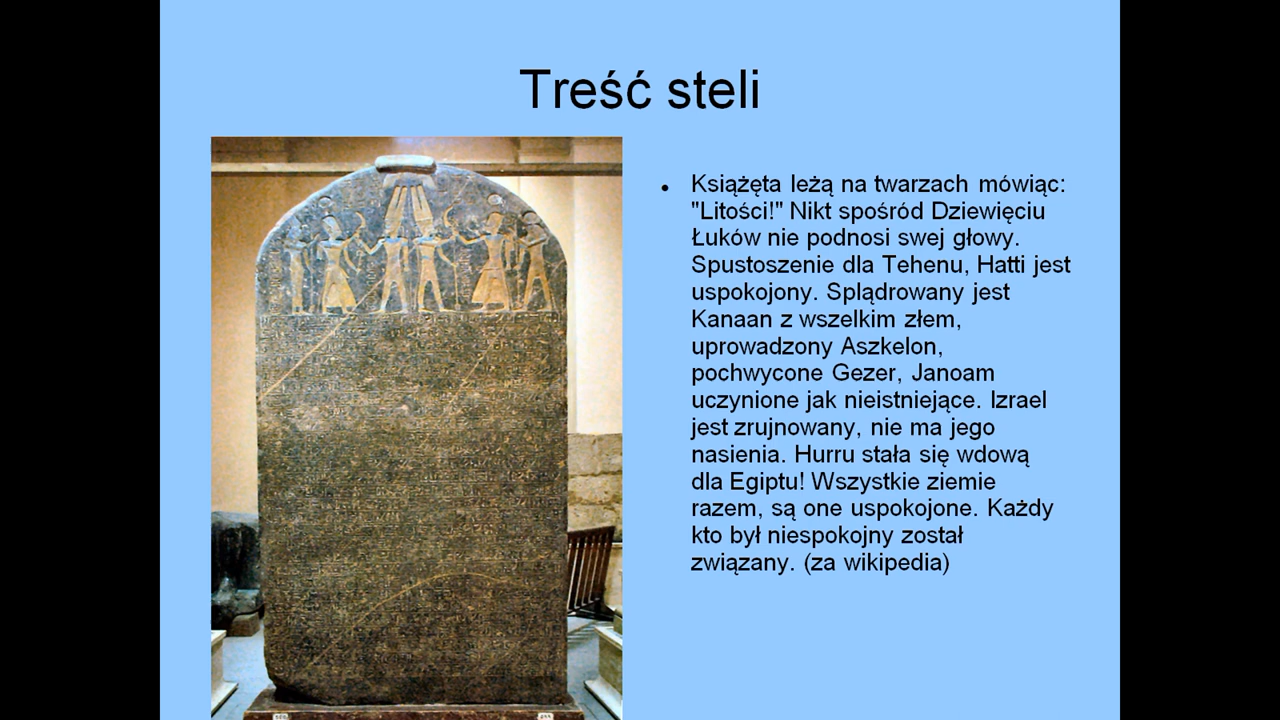 Treść steli
• Książęta leżą na twarzach mówiąc:
"Litości!" Nikt spośród Dziewięciu
Łuków nie podnosi swej głowy.
Spustoszenie dla Tehenu, Hatti jest
uspokojony. Splądrowany jest
Kanaan z wszelkim złem,
uprowadzony Aszkelon,
pochwycone Gezer, Janoam
uczynione jak nieistniejące. Izrael
jest zrujnowany, nie ma jego
nasienia. Hurru stała się wdową
dla Egiptu! Wszystkie ziemie
razem, są one uspokojone. Każdy
kto był niespokojny został
związany. (za wikipedia)